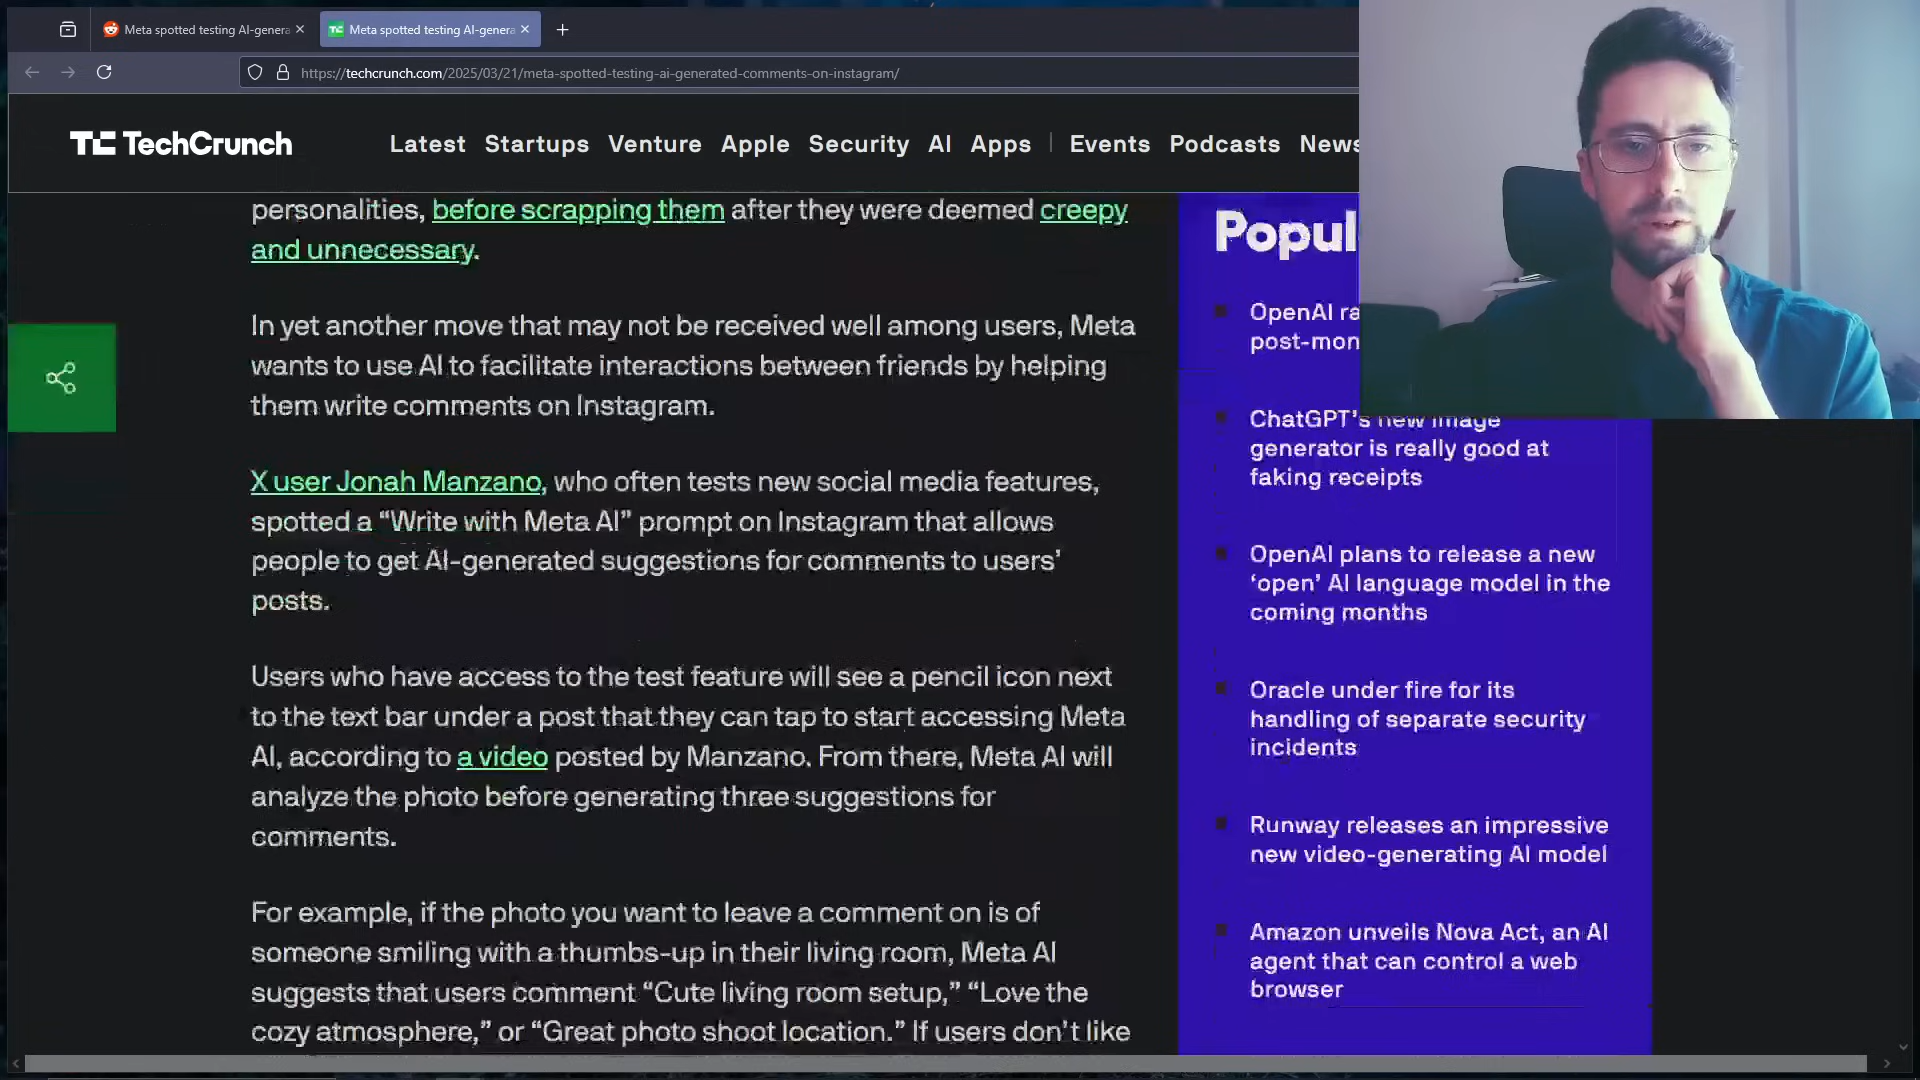 Meta spotted testing AI-genera
Meta spotted testing AI-genera
https://techcrunch.com/2025/03/21/meta-spotted-testing-ai-generated-comments-on-instagram/
TechCrunch
Latest Startups Venture Apple Security AI Apps | Events Podcasts News
personalities, before scrapping them after they were deemed creepy
and unnecessary.
In yet another move that may not be received well among users, Meta
wants to use AI to facilitate interactions between friends by helping
them write comments on Instagram.
X user Jonah Manzano, who often tests new social media features,
spotted a “Write with Meta AI” prompt on Instagram that allows
people to get AI-generated suggestions for comments to users’
posts.
Users who have access to the test feature will see a pencil icon next
to the text bar under a post that they can tap to start accessing Meta
AI, according to a video posted by Manzano. From there, Meta AI will
analyze the photo before generating three suggestions for
comments.
For example, if the photo you want to leave a comment on is of
someone smiling with a thumbs-up in their living room, Meta AI
suggests that users comment “Cute living room setup,” “Love the
cozy atmosphere,” or “Great photo shoot location.” If users don’t like
Popul
OpenAI ra
post-mon
ChatGPT’s new image
generator is really good at
faking receipts
OpenAI plans to release a new
‘open’ AI language model in the
coming months
Oracle under fire for its
handling of separate security
incidents
Runway releases an impressive
new video-generating AI model
Amazon unveils Nova Act, an AI
agent that can control a web
browser